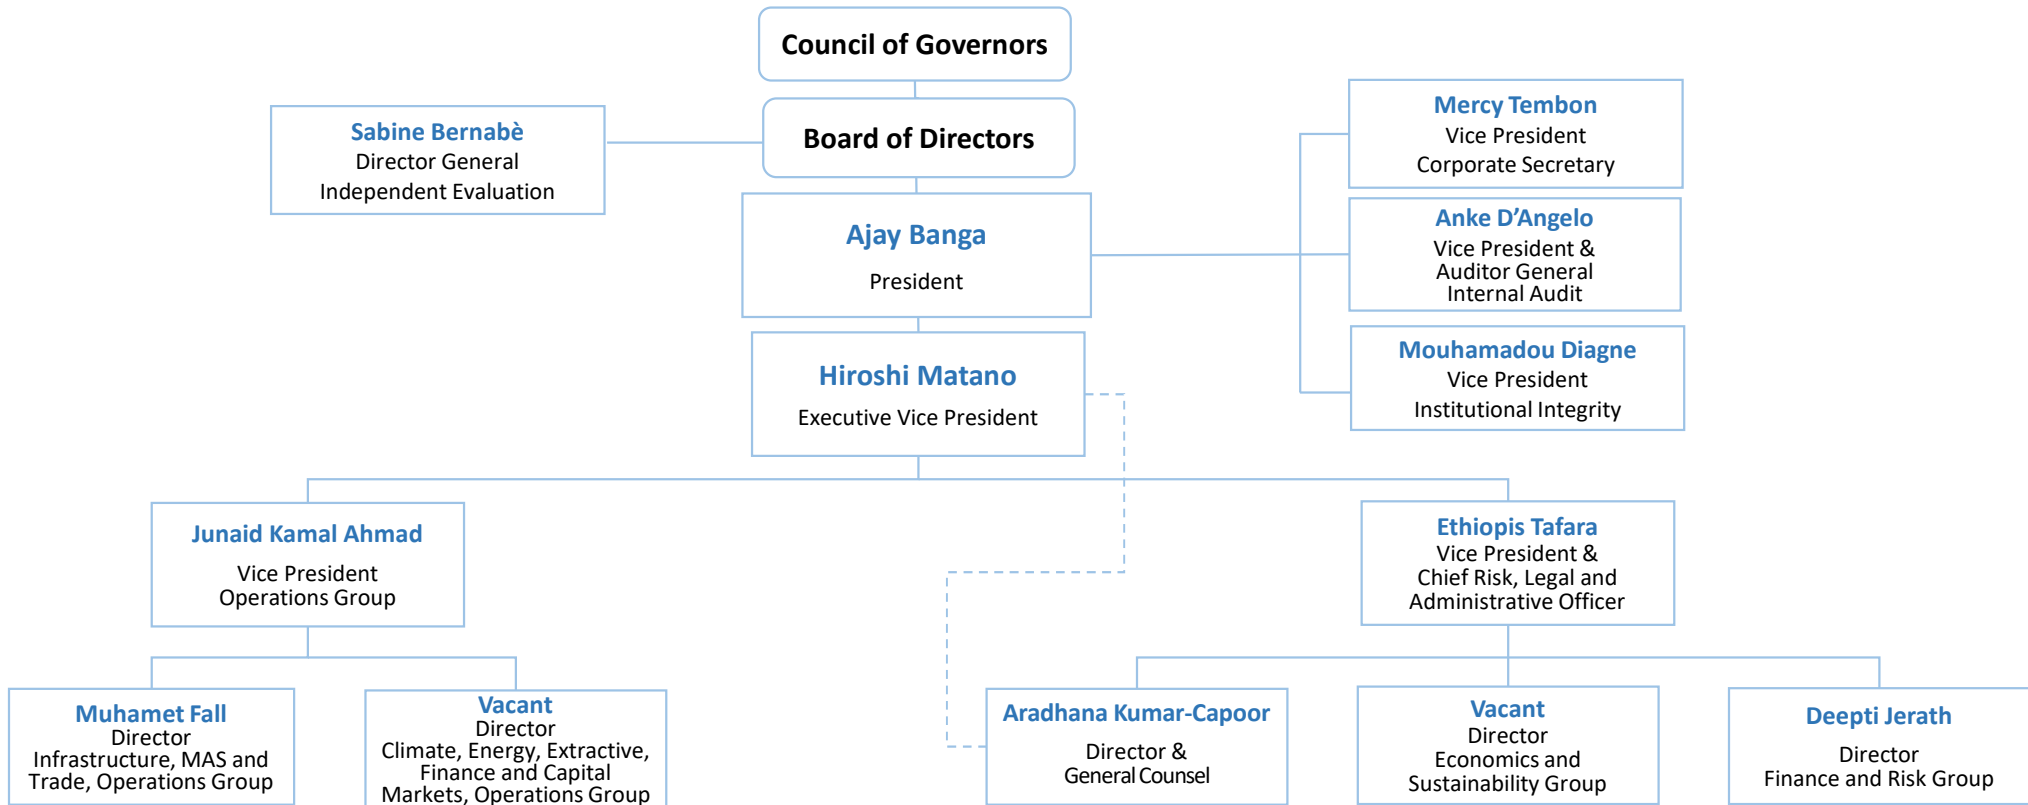 Council of Governors
Board of Directors
Sabine Bernabè
Director General
Independent Evaluation
Ajay Banga
President
Mercy Tembon
Vice President
Corporate Secretary
Anke D’Angelo
Vice President &
Auditor General
Internal Audit
Mouhamadou Diagne
Vice President
Institutional Integrity
Hiroshi Matano
Executive Vice President
Junaid Kamal Ahmad
Vice President
Operations Group
Ethiopis Tafara
Vice President &
Chief Risk, Legal and
Administrative Officer
Muhamet Fall
Director
Infrastructure, MAS and
Trade, Operations Group
Vacant
Director
Climate, Energy, Extractive,
Finance and Capital
Markets, Operations Group
Aradhana Kumar-Capoor
Director &
General Counsel
Vacant
Director
Economics and
Sustainability Group
Deepti Jerath
Director
Finance and Risk Group